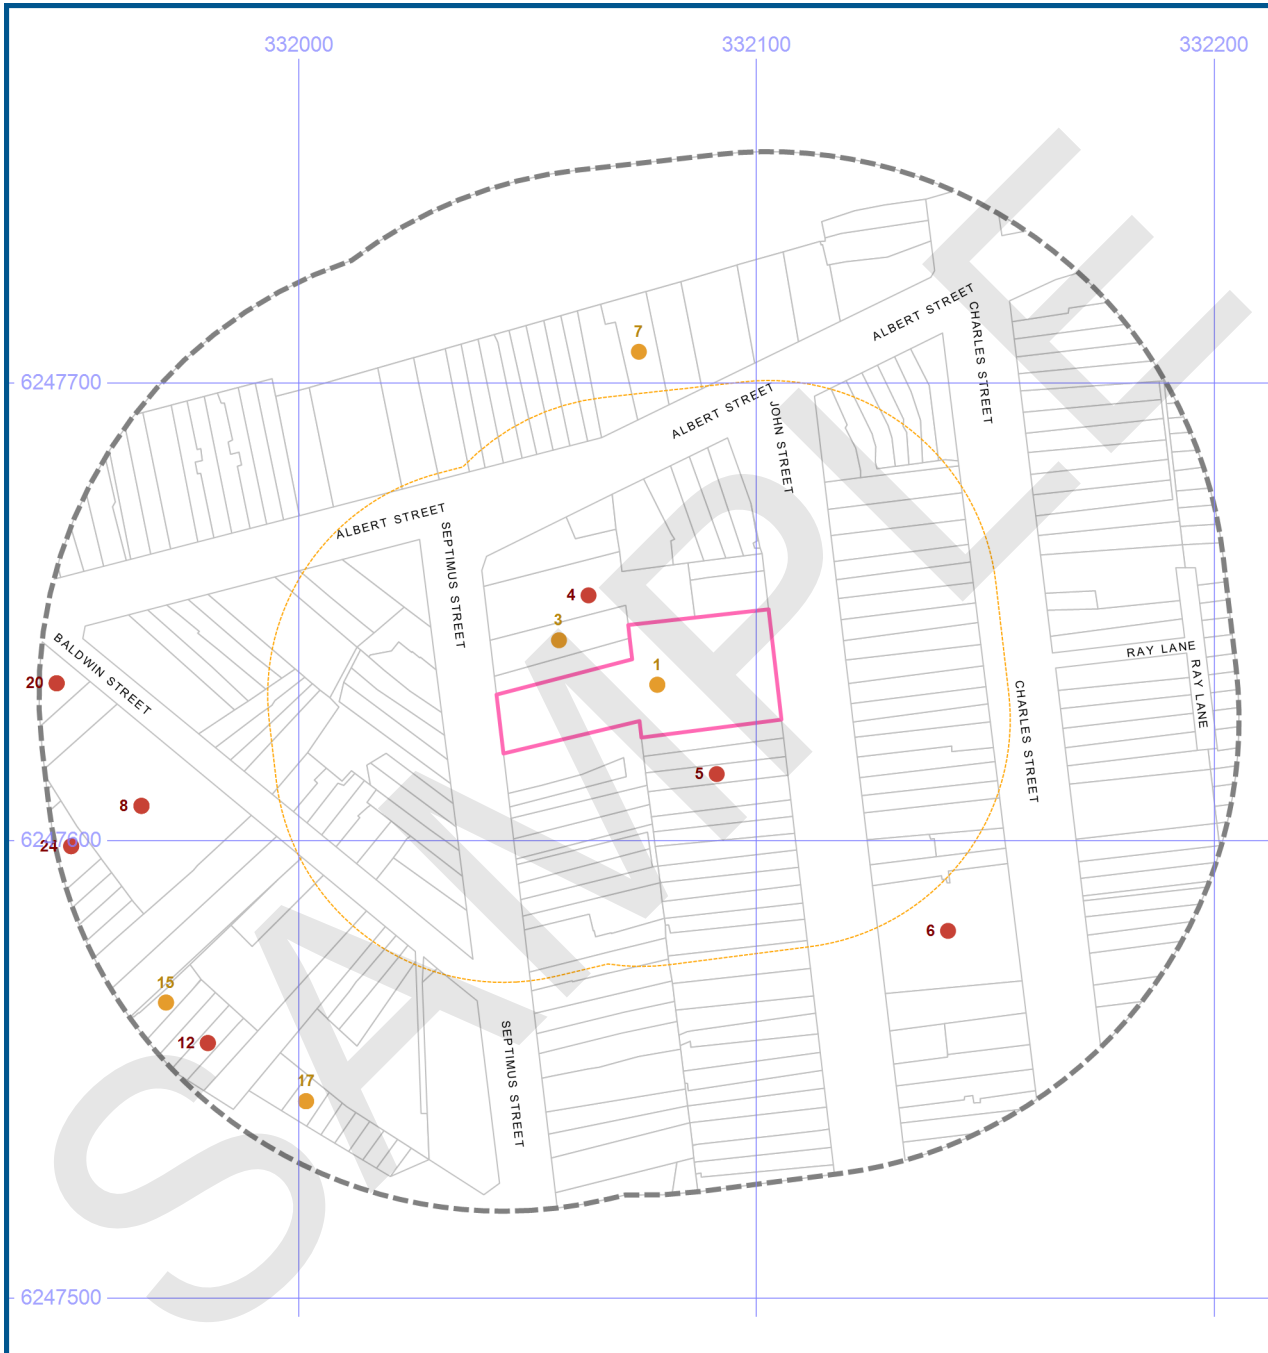 332000
332100
332200
ALBERT STREET
CHARLES STREET
7
6247700
ALBERT STREET
JOHN STREET
ALBERT STREET
SEPTIMUS STREET
4
3
BALDWIN STREET
RAY LANE
20
1
RAY LANE
CHARLES STREET
5
8
6247600
21
6
15
12
SEPTIMUS STREET
17
6247500
SAMPLE